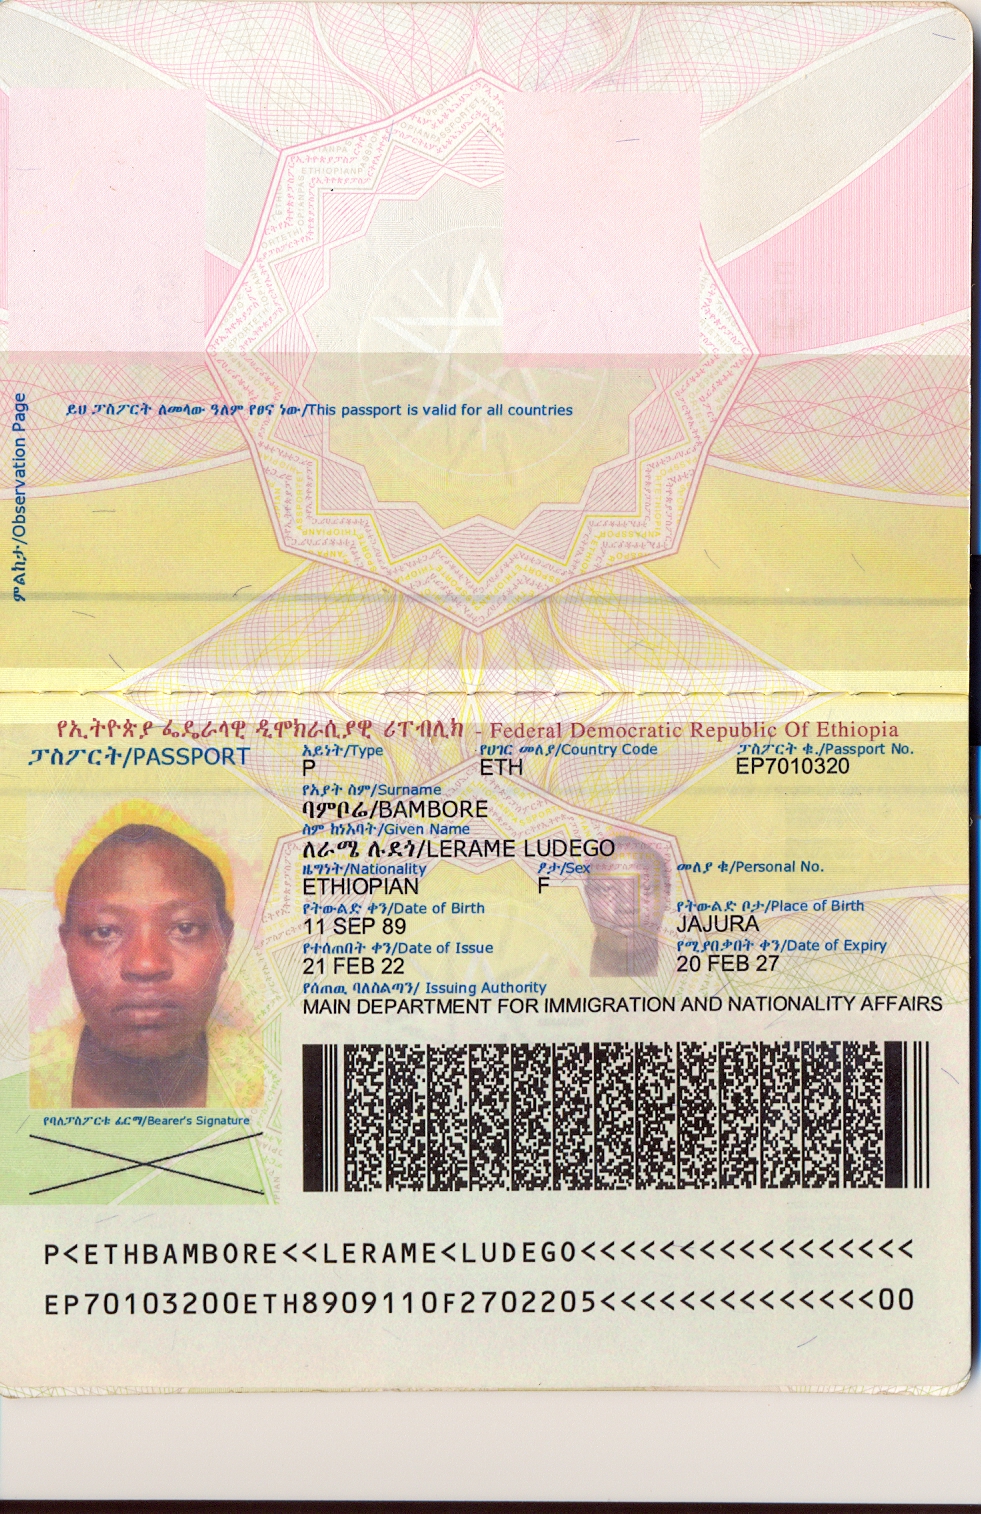 ይህ ፓስፖርት ለመላው ዓለም የፀና ነው/This passport is valid for all countries
ምልከታ/Observation Page
የኢትዮጵያ ፌዴራላዊ ዲሞክራሲያዊ ሪፐብሊክ - Federal Democratic Republic Of Ethiopia
ፓስፖርት/PASSPORT
አይነት/Type
የሀገር መለያ/Country Code
ፓስፖርት ቁ./Passport No.
P
ETH
EP7010320
የአያት ስም/Surname
ባምቦሬ/BAMBORE
ስም ከነአባት/Given Name
ለራሜ ሉደጎ/LERAME LUDEGO
ዜግነት/Nationality
ፆታ/Sex
መለያ ቁ/Personal No.
ETHIOPIAN
F
የትውልድ ቀን/Date of Birth
የትውልድ ቦታ/Place of Birth
11 SEP 89
JAJURA
የተሰጠበት ቀን/Date of Issue
የሚያበቃበት ቀን/Date of Expiry
21 FEB 22
20 FEB 27
የሰጠዉ ባለስልጣን/ Issuing Authority
MAIN DEPARTMENT FOR IMMIGRATION AND NATIONALITY AFFAIRS
የባለፓስፖርቱ ፊርማ/Bearer's Signature
P<ETHBAMBORE<<LERAME<LUDEGO<<<<<<<<<<<<<<<<<
EP70103200ETH8909110F2702205<<<<<<<<<<<<<<00